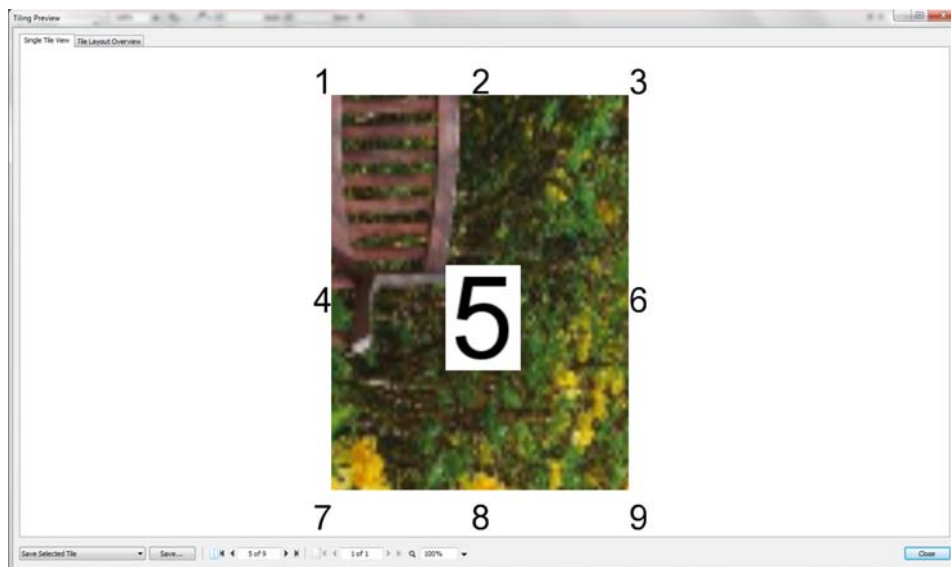 Tiling Preview
Single Tile View Tile Layout Overview
1 2 3
4 5 6
7 8 9
Save Selected Tile Save... 5 of 9 1 of 1 100% Close